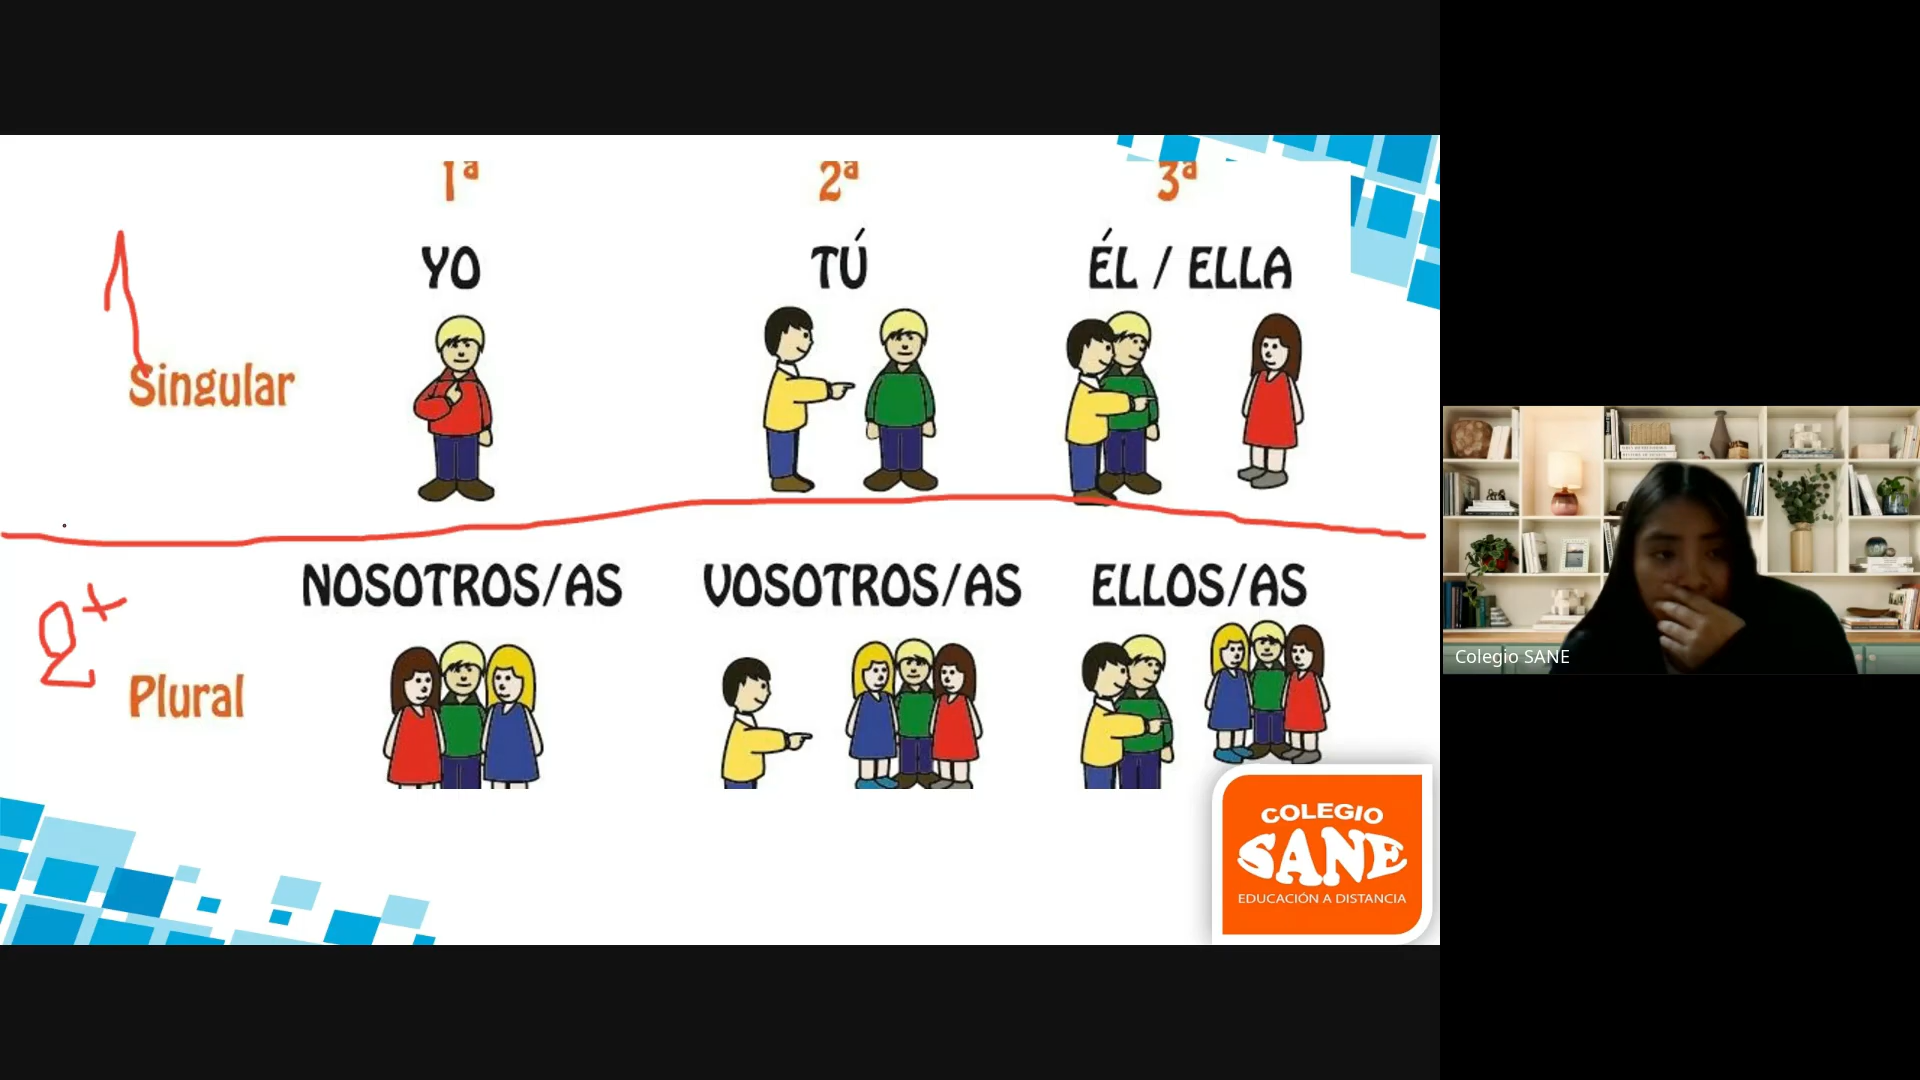 1ª 2ª 3ª
YO TÚ ÉL / ELLA
1
Singular
NOSOTROS/AS VOSOTROS/AS ELLOS/AS
2+
Plural
COLEGIO
SANE
EDUCACIÓN A DISTANCIA
Colegio SANE